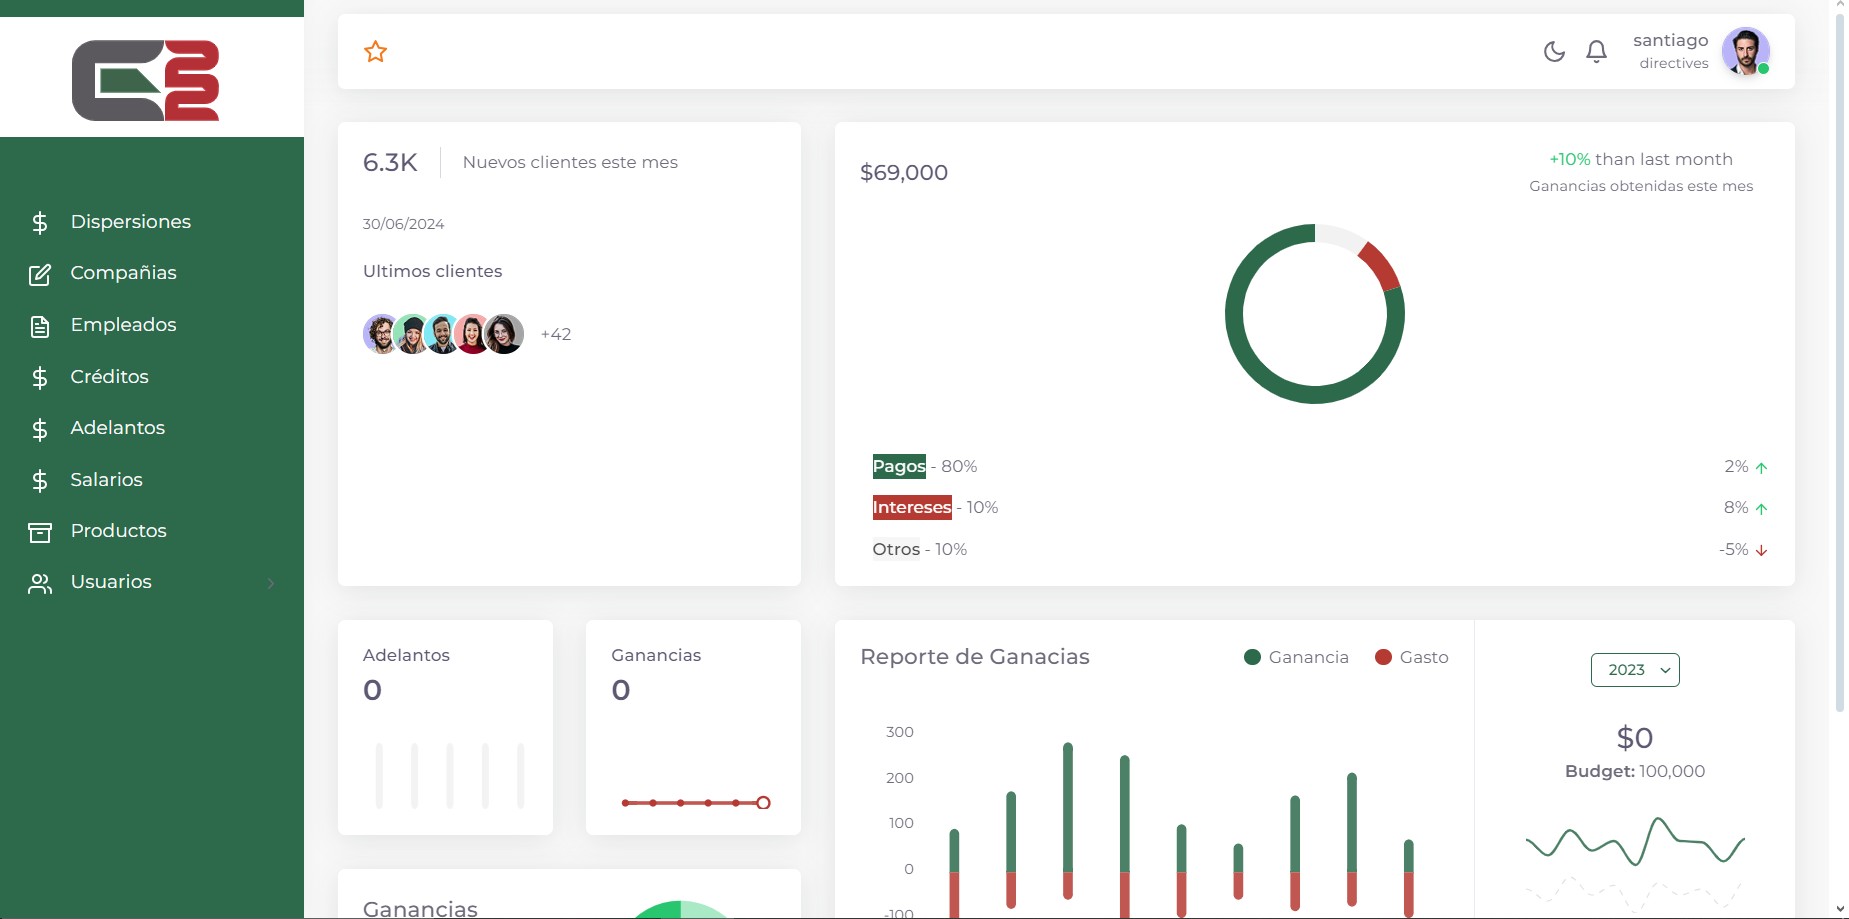 Dispersiones
Compañias
Empleados
Créditos
Adelantos
Salarios
Productos
Usuarios
santiago
directives
6.3K
Nuevos clientes este mes
30/06/2024
Ultimos clientes
+42
$69,000
+10% than last month
Ganancias obtenidas este mes
Pagos - 80% 2%
Intereses - 10% 8%
Otros - 10% -5%
Adelantos
0
Ganancias
0
Reporte de Ganacias
Ganancia Gasto
300
200
100
0
-100
2023
$0
Budget: 100,000
Ganancias